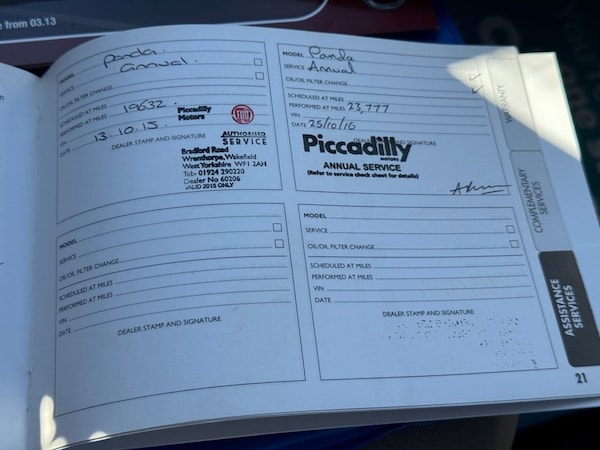 e from 03.13
MODEL Panda.
SERVICE Annual.
OIL/OIL FILTER CHANGE
SCHEDULED AT MILES
PERFORMED AT MILES 19632.
VIN
DATE 13.10.15.
DEALER STAMP AND SIGNATURE
Piccadilly
Motors
FIAT
AUTHORISED
SERVICE
Bradford Road
Wrenthorpe, Wakefield
West Yorkshire WF1 2AH
Tel: 01924 290220
Dealer No 60206
VALID 2015 ONLY
MODEL Panda
SERVICE Annual
OIL/OIL FILTER CHANGE
SCHEDULED AT MILES
PERFORMED AT MILES 23,777
VIN
DATE 25/10/16
DEALER STAMP AND SIGNATURE
Piccadilly
MOTORS
ANNUAL SERVICE
(Refer to service check sheet for details)
MODEL
SERVICE
OIL/OIL FILTER CHANGE
SCHEDULED AT MILES
PERFORMED AT MILES
VIN
DATE
DEALER STAMP AND SIGNATURE
MODEL
SERVICE
OIL/OIL FILTER CHANGE
SCHEDULED AT MILES
PERFORMED AT MILES
VIN
DATE
DEALER STAMP AND SIGNATURE
WARRANTY
COMPLEMENTARY
SERVICES
ASSISTANCE
SERVICES
21